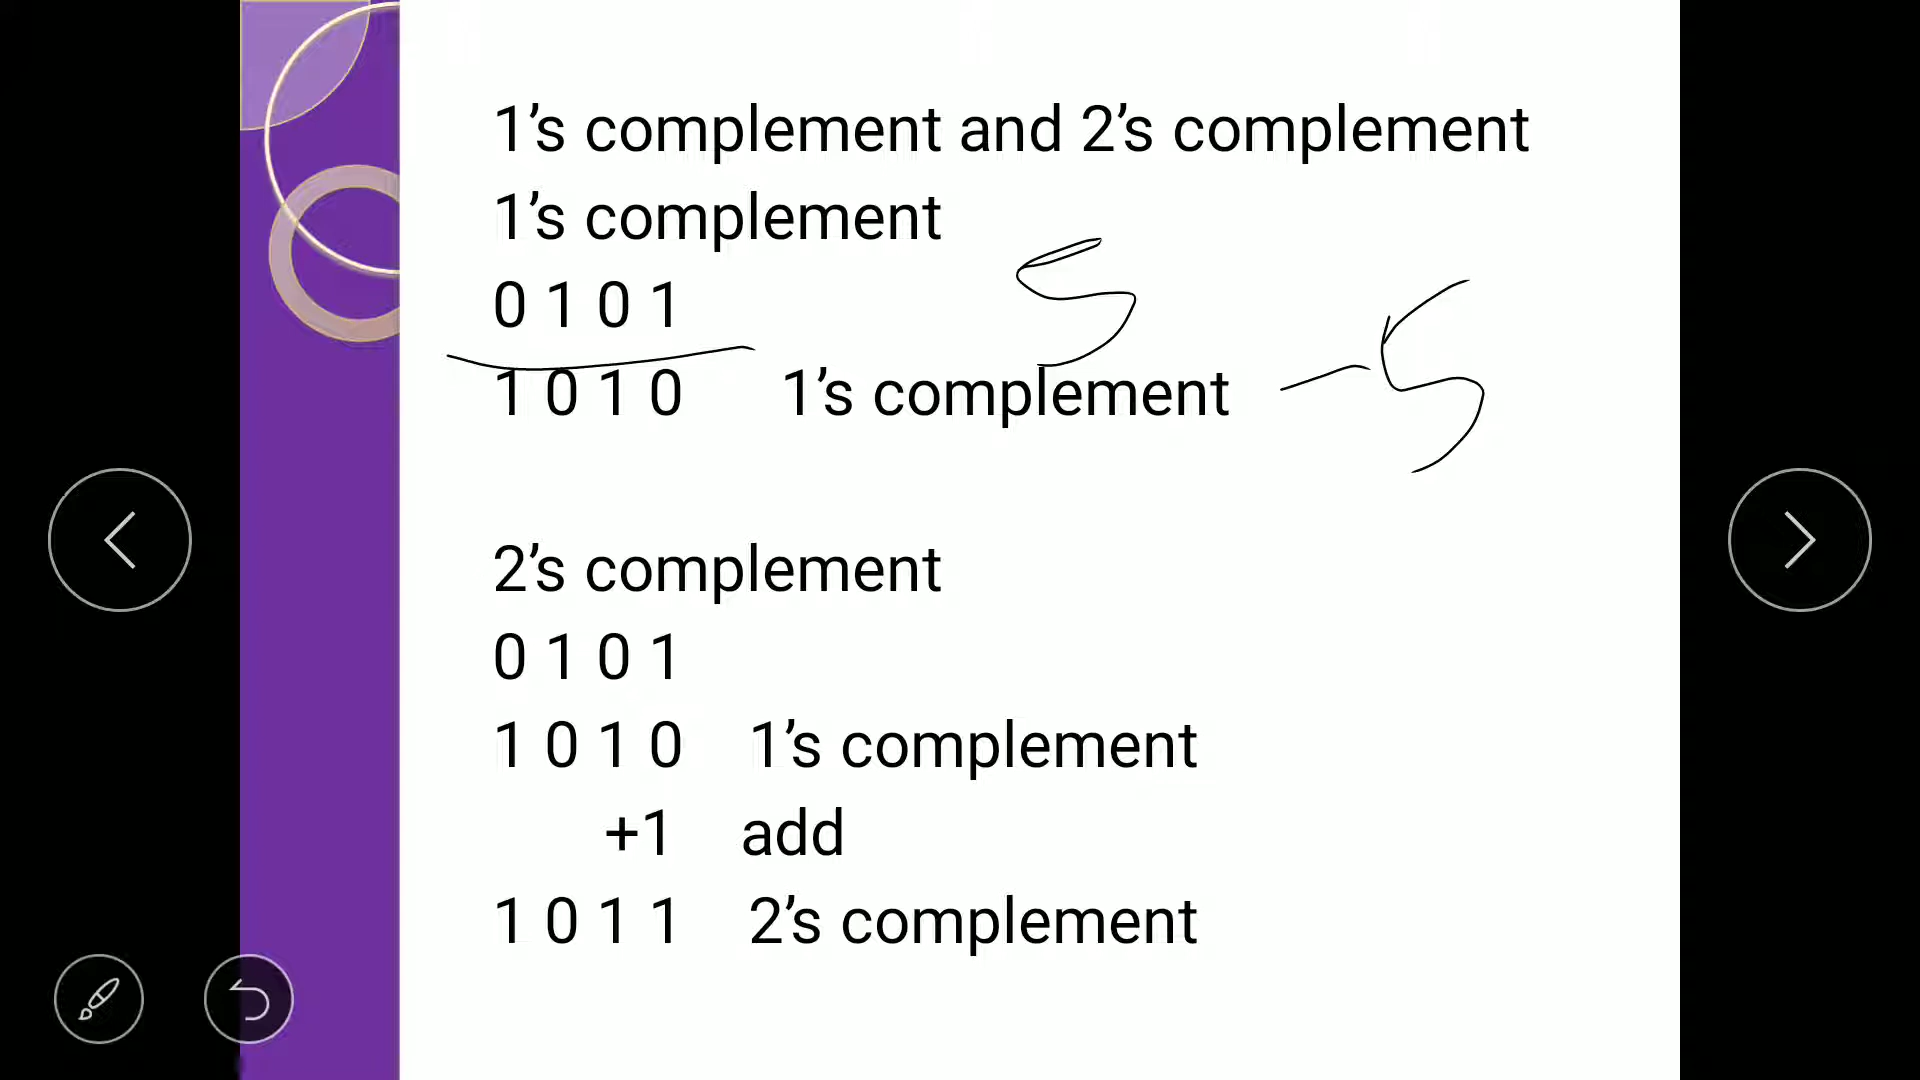 1’s complement and 2’s complement
1’s complement
0 1 0 1 5
1 0 1 0 1’s complement -5
2’s complement
0 1 0 1
1 0 1 0 1’s complement
+1 add
1 0 1 1 2’s complement